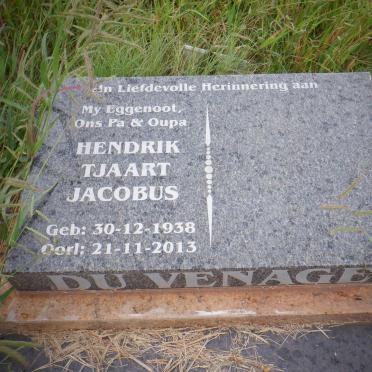 In Liefdevolle Herinnering aan
My Eggenoot,
Ons Pa & Oupa
HENDRIK
TJAART
JACOBUS
Geb: 30-12-1938
Oorl; 21-11-2013
DU VENAGE